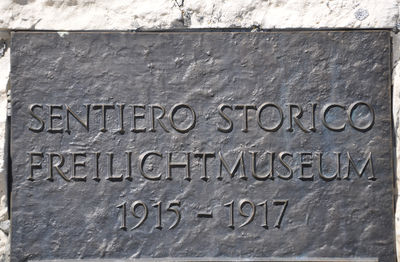 SENTIERO STORICO
FREILICHTMUSEUM
1915 - 1917